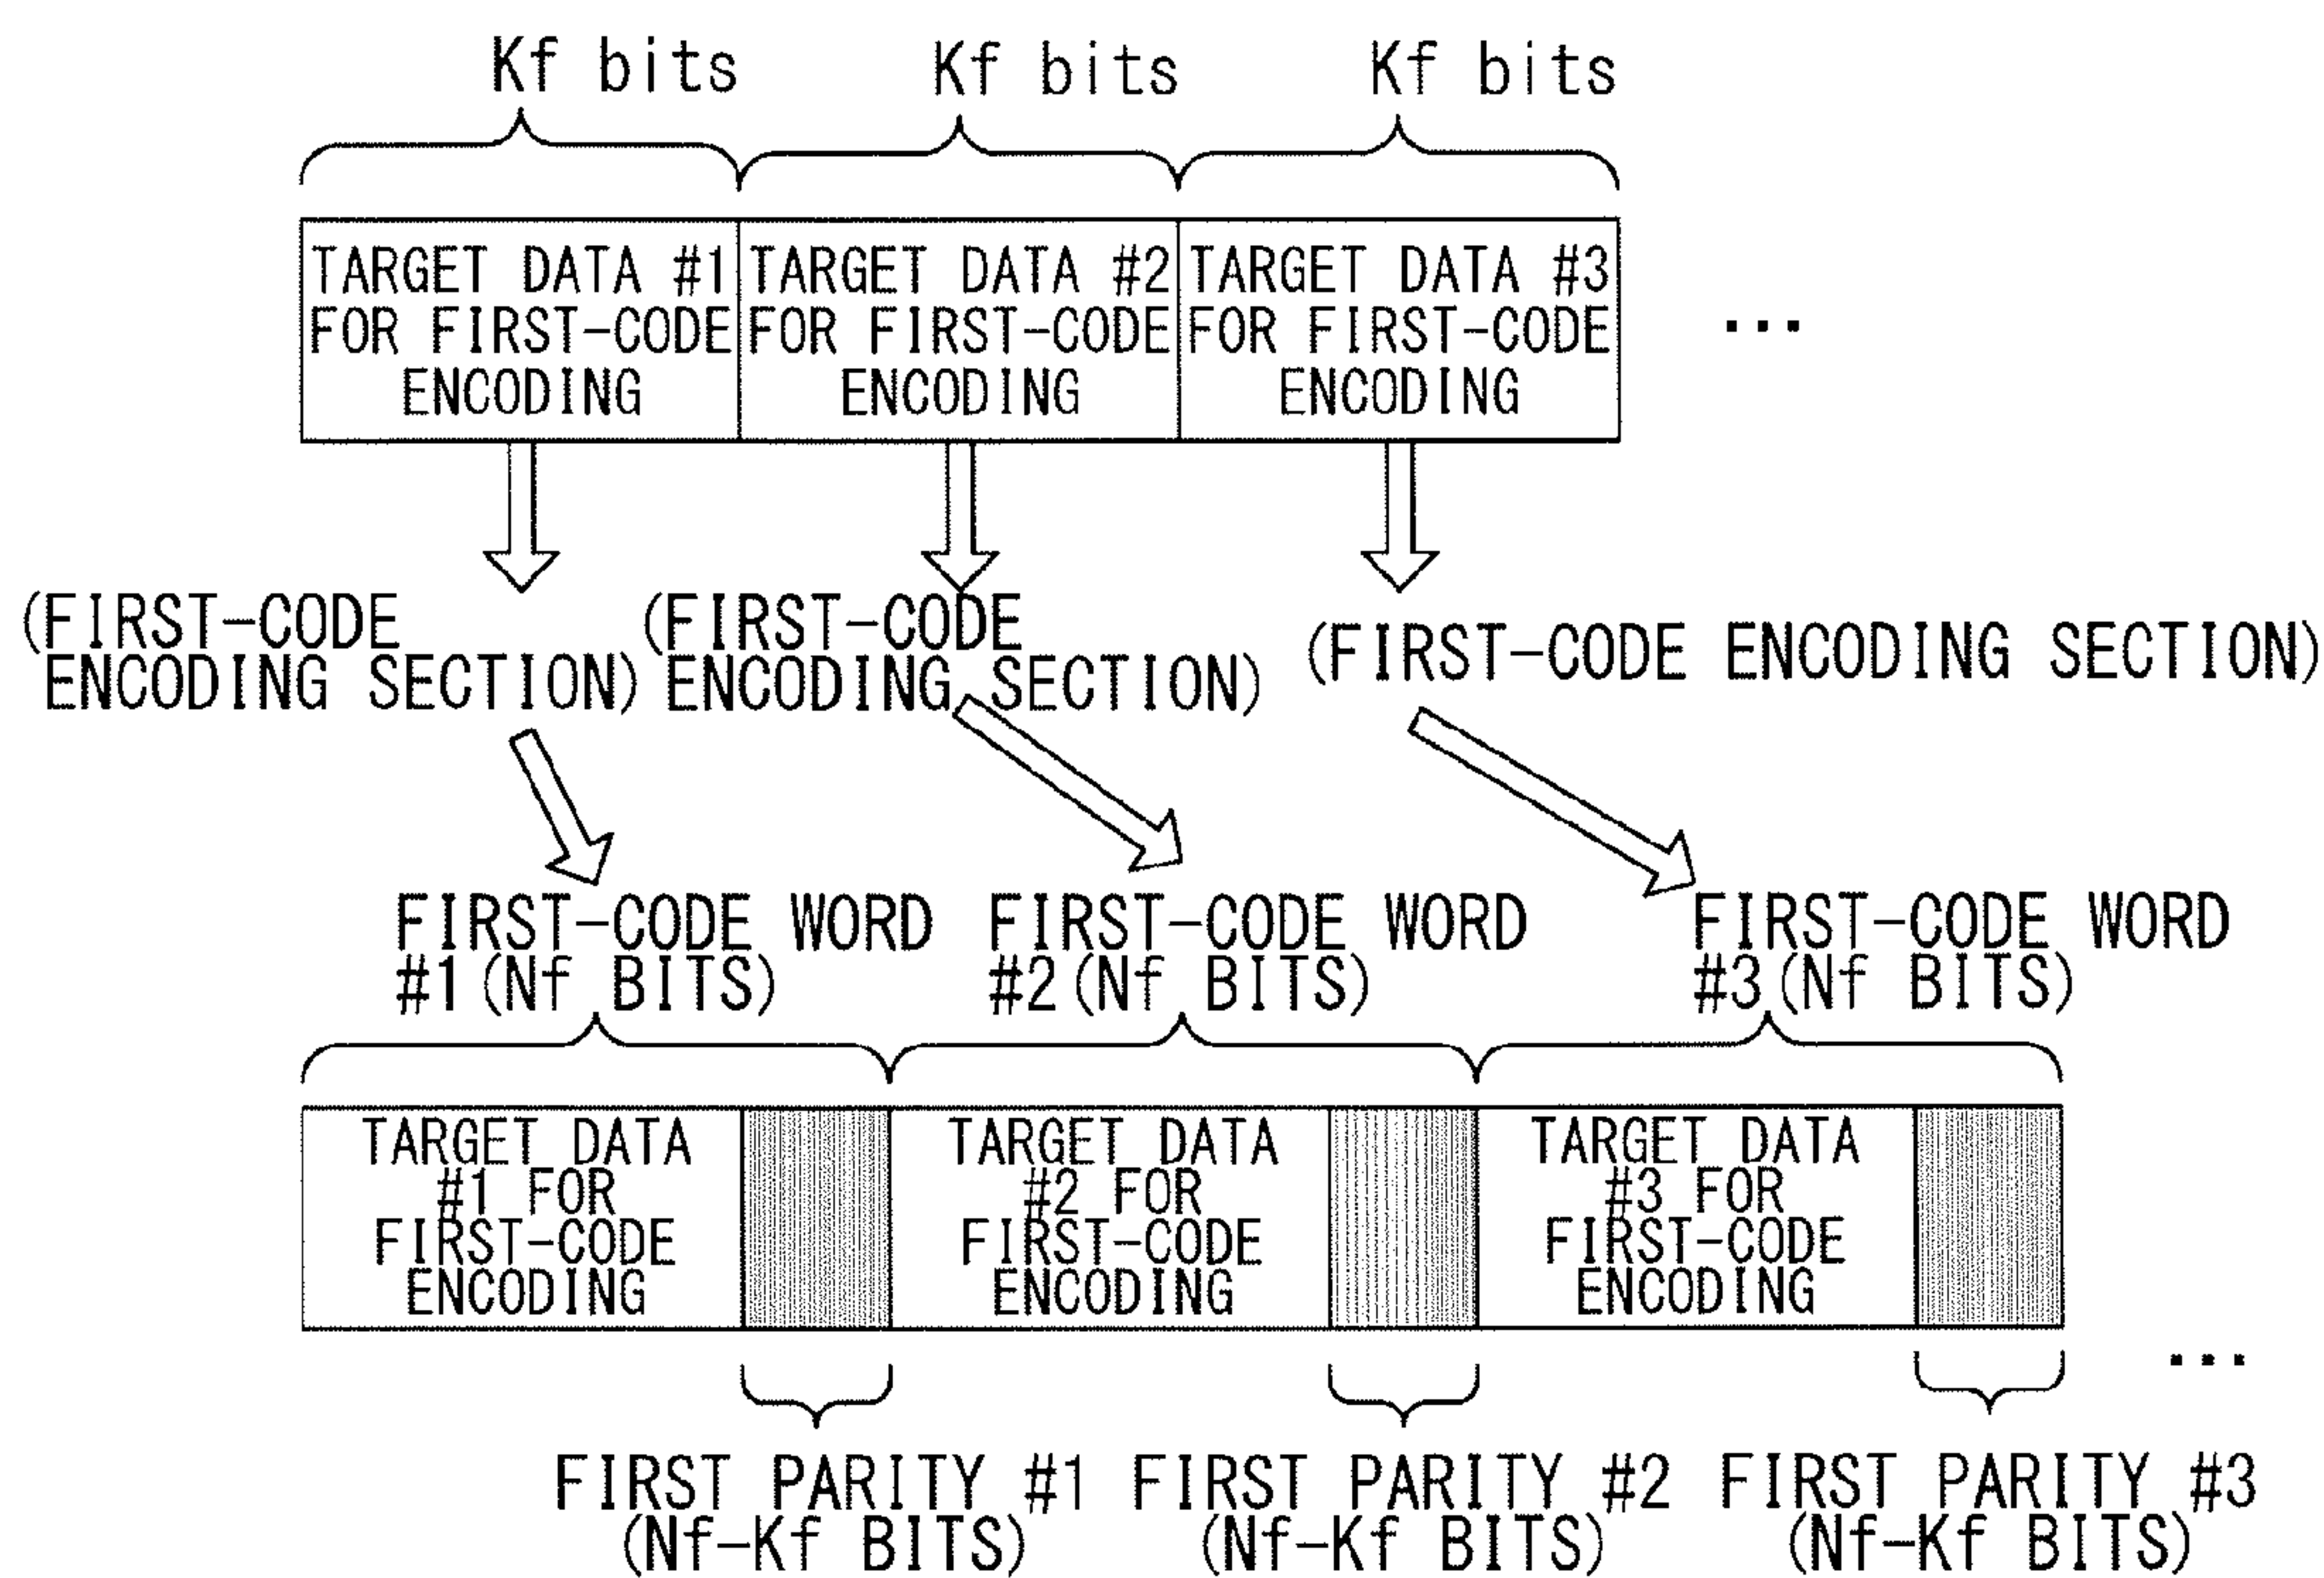 Kf bits Kf bits Kf bits
TARGET DATA #1
FOR FIRST-CODE
ENCODING
TARGET DATA #2
FOR FIRST-CODE
ENCODING
TARGET DATA #3
FOR FIRST-CODE
ENCODING
...
(FIRST-CODE
ENCODING SECTION)
(FIRST-CODE
ENCODING SECTION)
(FIRST-CODE ENCODING SECTION)
FIRST-CODE WORD
#1(Nf BITS)
FIRST-CODE WORD
#2(Nf BITS)
FIRST-CODE WORD
#3(Nf BITS)
TARGET DATA
#1 FOR
FIRST-CODE
ENCODING
TARGET DATA
#2 FOR
FIRST-CODE
ENCODING
TARGET DATA
#3 FOR
FIRST-CODE
ENCODING
...
FIRST PARITY #1
(Nf-Kf BITS)
FIRST PARITY #2
(Nf-Kf BITS)
FIRST PARITY #3
(Nf-Kf BITS)